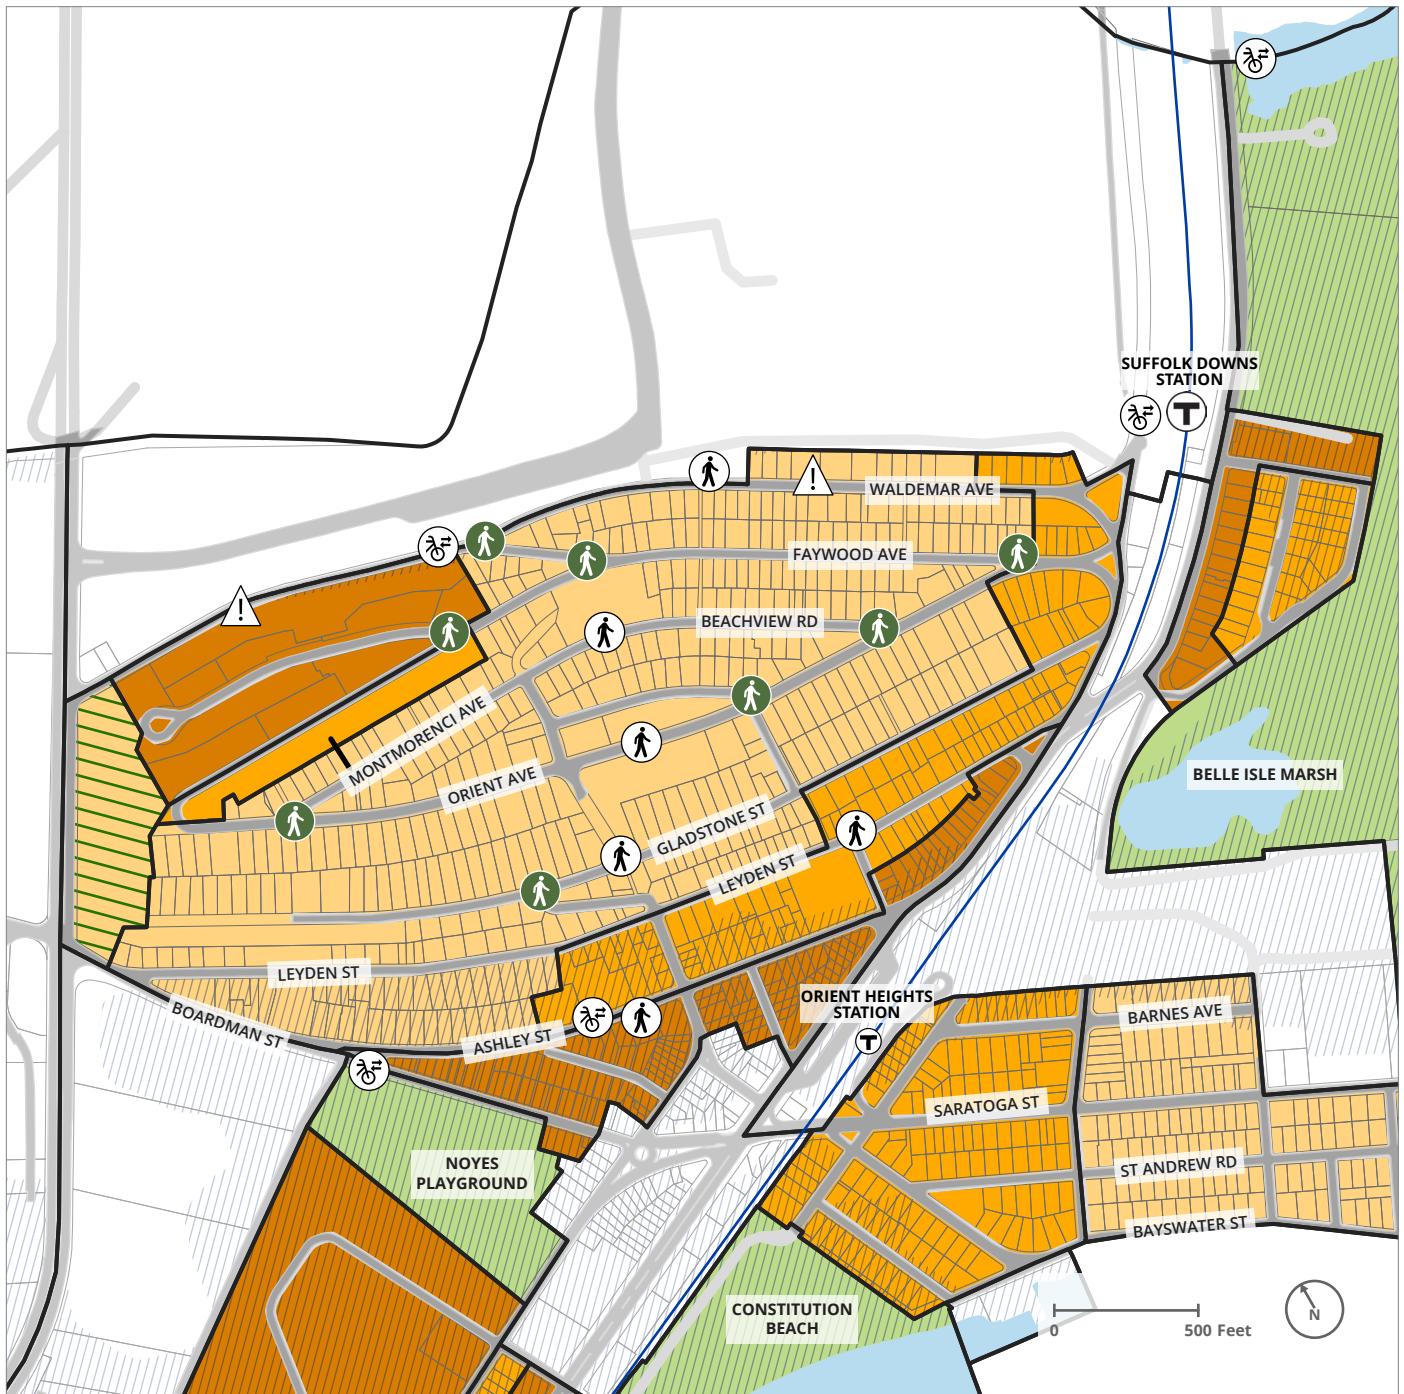 SUFFOLK DOWNS
STATION
T
!
WALDEMAR AVE
FAYWOOD AVE
!
BEACHVIEW RD
MONTMORENCI AVE
ORIENT AVE
BELLE ISLE MARSH
GLADSTONE ST
LEYDEN ST
LEYDEN ST
ORIENT HEIGHTS
STATION
T
BOARDMAN ST
ASHLEY ST
BARNES AVE
SARATOGA ST
NOYES
PLAYGROUND
ST ANDREW RD
BAYSWATER ST
CONSTITUTION
BEACH
N
0 500 Feet